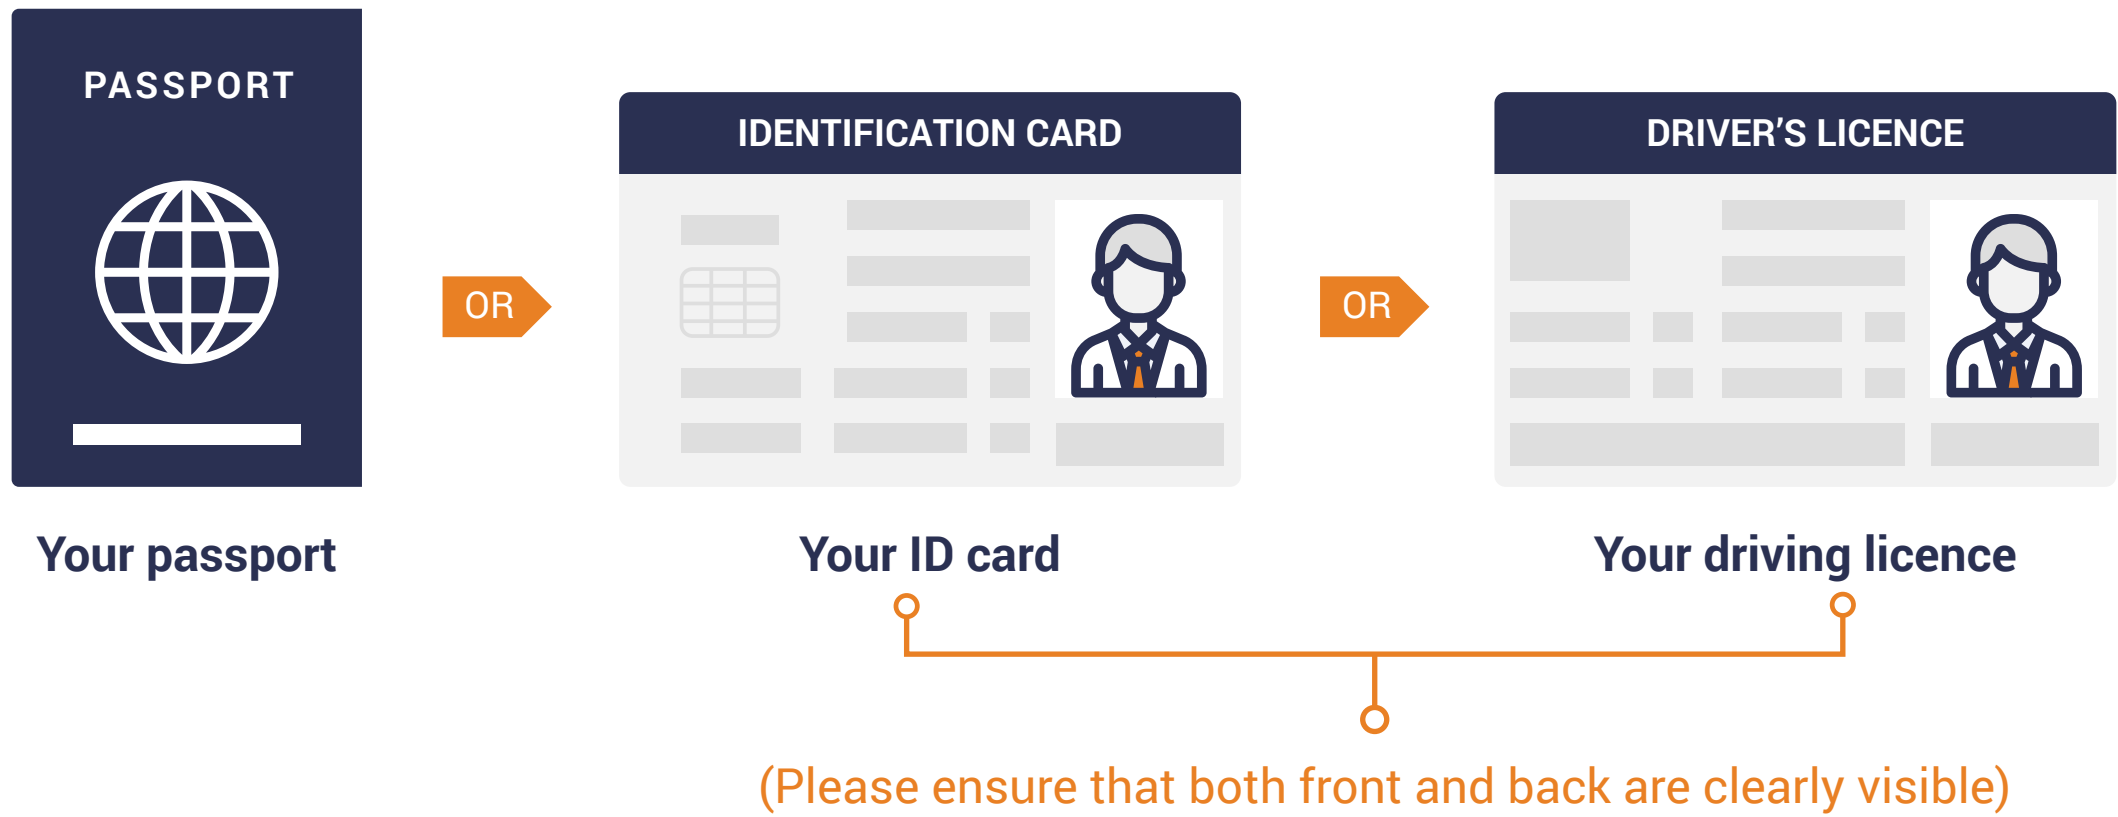 PASSPORT
IDENTIFICATION CARD
DRIVER’S LICENCE
OR
OR
Your passport
Your ID card
Your driving licence
(Please ensure that both front and back are clearly visible)